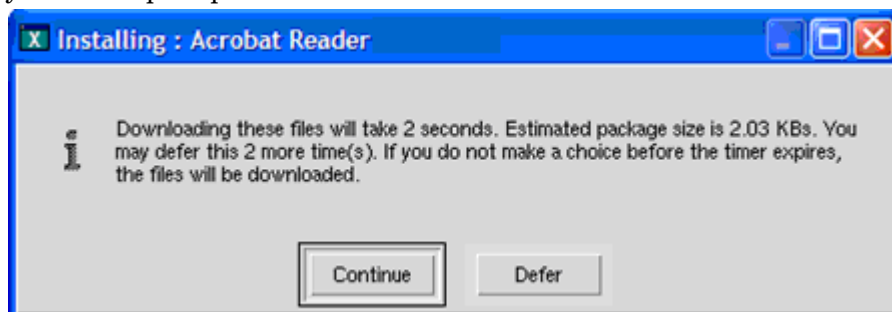 X Installing : Acrobat Reader
Downloading these files will take 2 seconds. Estimated package size is 2.03 KBs. You
may defer this 2 more time(s). If you do not make a choice before the timer expires,
the files will be downloaded.
Continue Defer